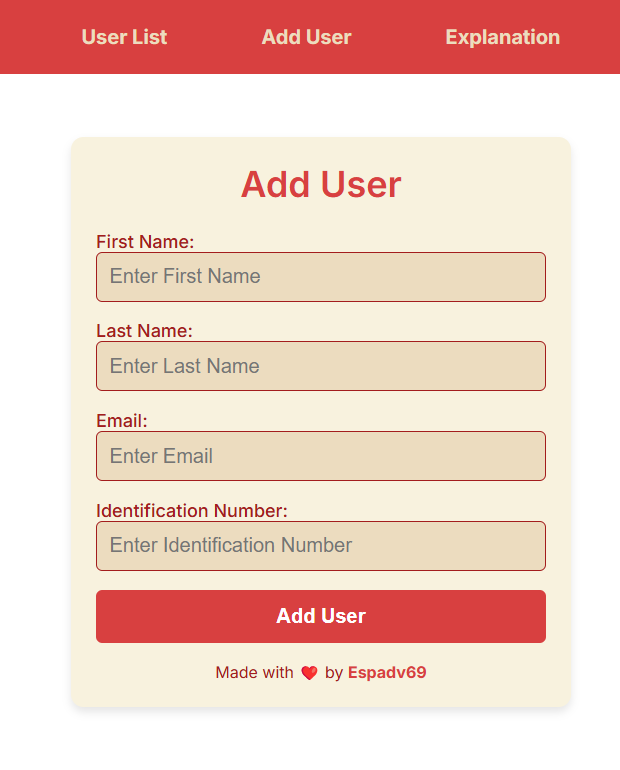 User List Add User Explanation
Add User
First Name:
Enter First Name
Last Name:
Enter Last Name
Email:
Enter Email
Identification Number:
Enter Identification Number
Add User
Made with ❤️ by Espadv69